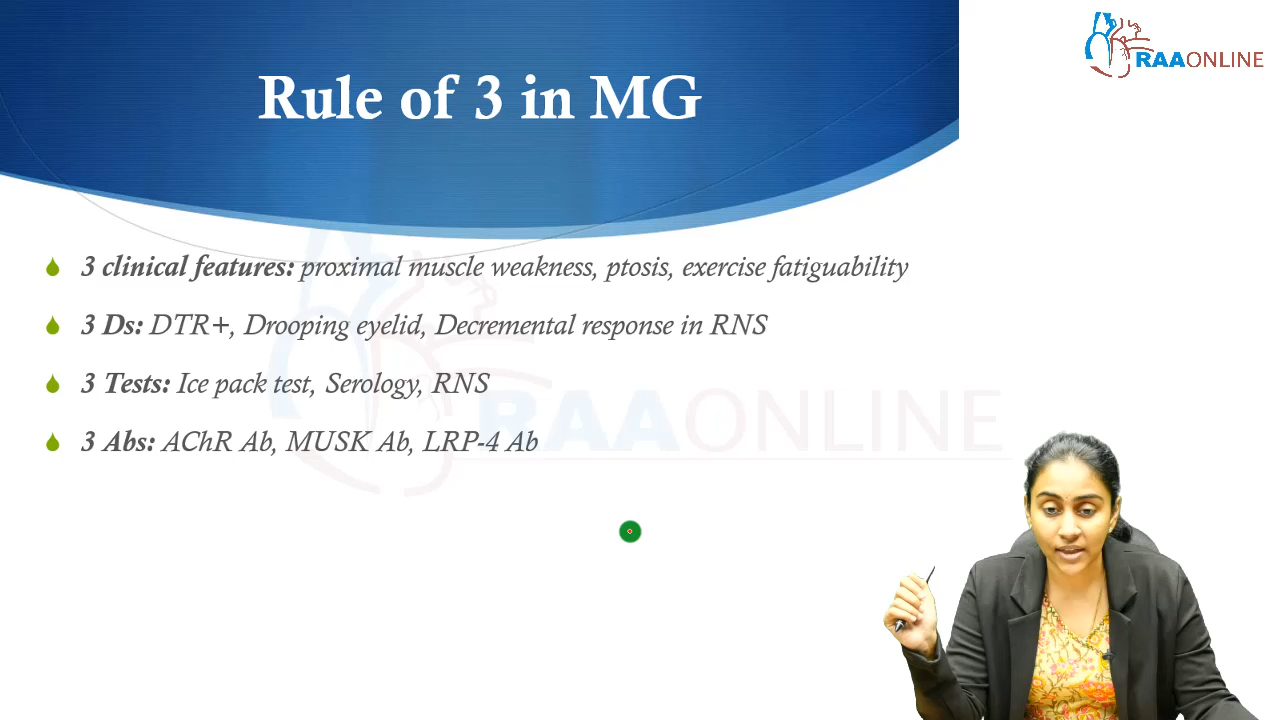 RAAONLINE
Rule of 3 in MG
3 clinical features: proximal muscle weakness, ptosis, exercise fatiguability
3 Ds: DTR+, Drooping eyelid, Decremental response in RNS
3 Tests: Ice pack test, Serology, RNS
RAAONLINE
3 Abs: AChR Ab, MUSK Ab, LRP-4 Ab